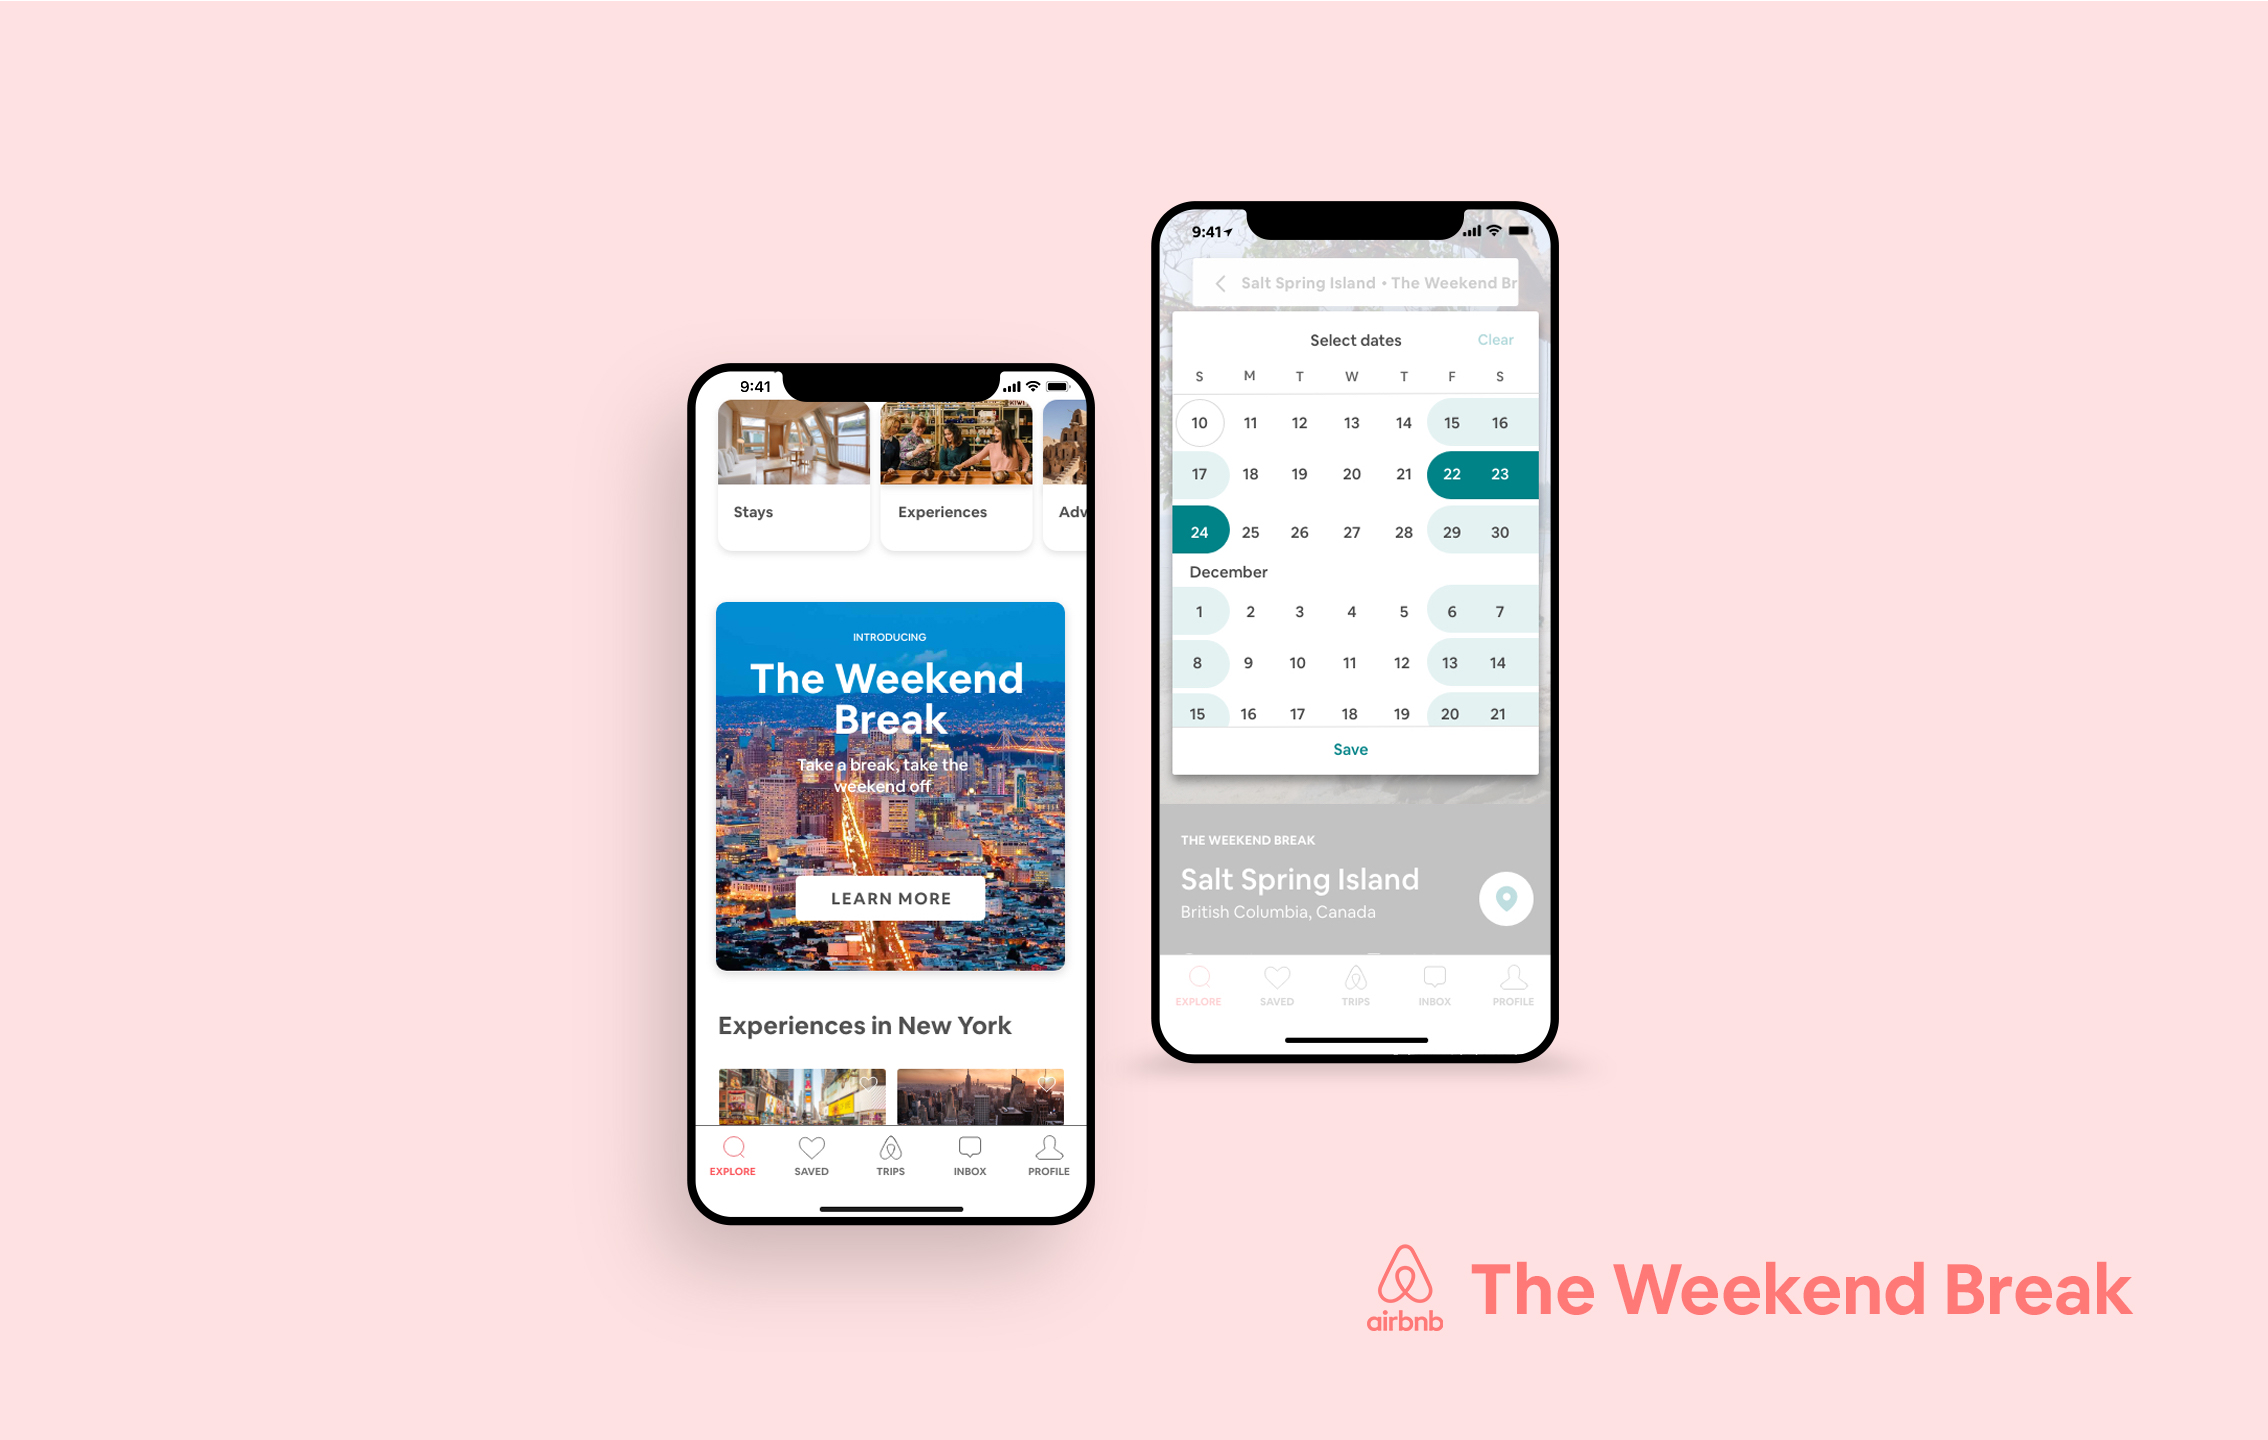 9:41
KIWI
Stays
Experiences
Adv
INTRODUCING
The Weekend
Break
Take a break, take the
weekend off
LEARN MORE
Experiences in New York
EXPLORE SAVED TRIPS INBOX PROFILE
9:41
Salt Spring Island • The Weekend Br
Select dates Clear
S M T W T F S
10 11 12 13 14 15 16
17 18 19 20 21 22 23
24 25 26 27 28 29 30
December
1 2 3 4 5 6 7
8 9 10 11 12 13 14
15 16 17 18 19 20 21
Save
THE WEEKEND BREAK
Salt Spring Island
British Columbia, Canada
EXPLORE SAVED TRIPS INBOX PROFILE
airbnb
The Weekend Break